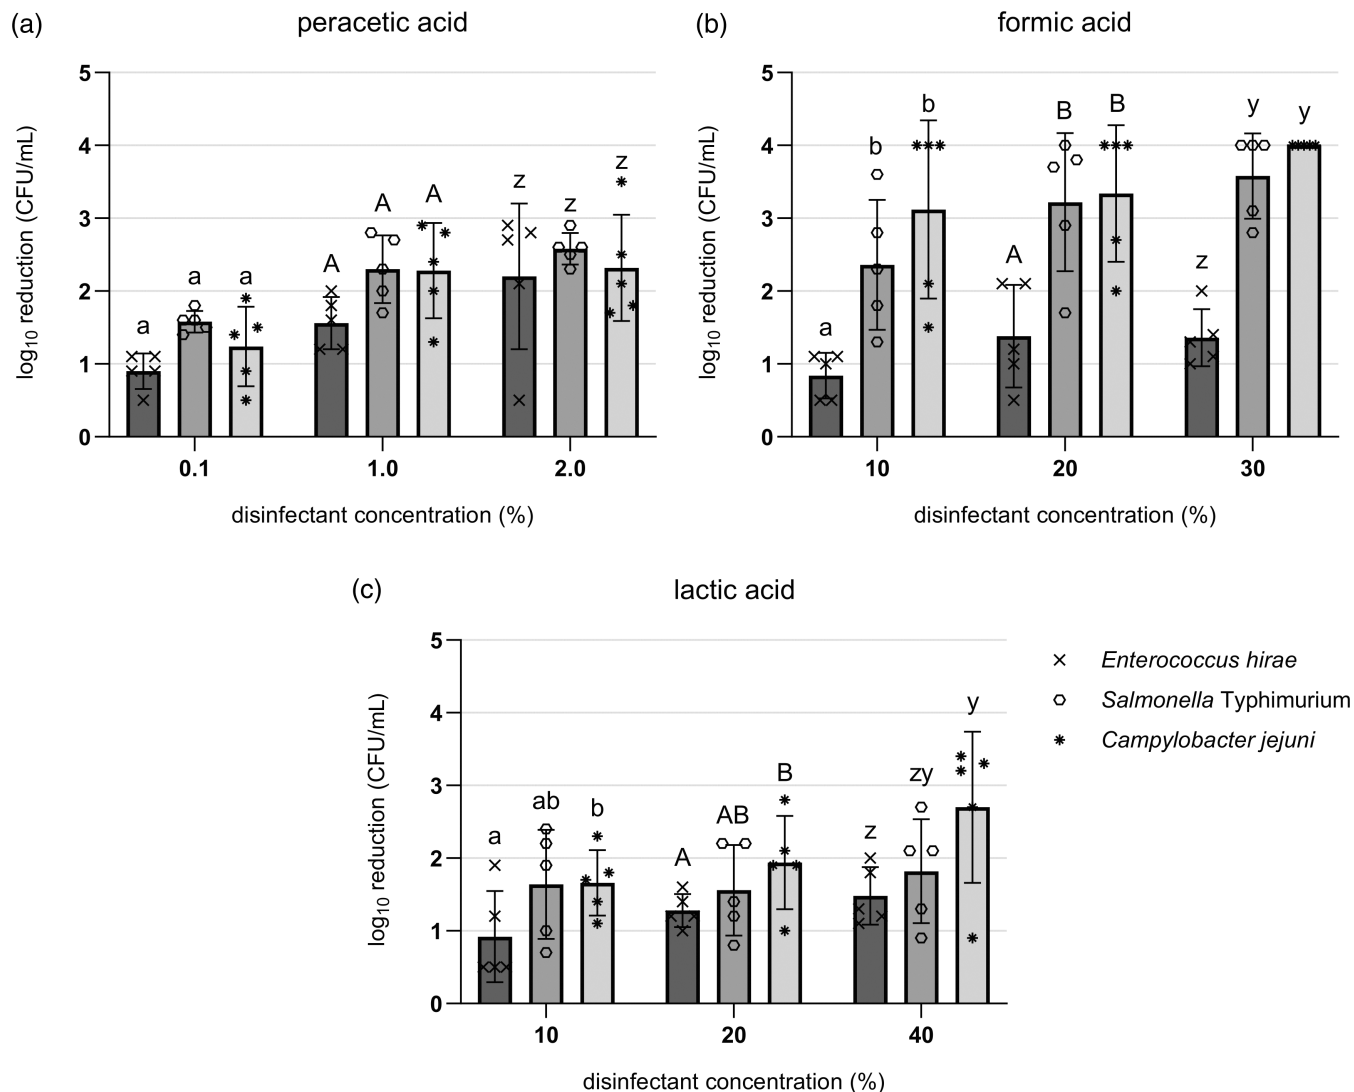 (a)
peracetic acid
log10 reduction (CFU/mL)
5
4
3
2
1
0
a
a
a
A
A
A
z
z
z
0.1
1.0
2.0
disinfectant concentration (%)
(b)
formic acid
log10 reduction (CFU/mL)
5
4
3
2
1
0
a
b
b
A
B
B
z
y
y
10
20
30
disinfectant concentration (%)
(c)
lactic acid
log10 reduction (CFU/mL)
5
4
3
2
1
0
a
ab
b
A
AB
B
z
zy
y
10
20
40
disinfectant concentration (%)
Enterococcus hirae
Salmonella Typhimurium
Campylobacter jejuni